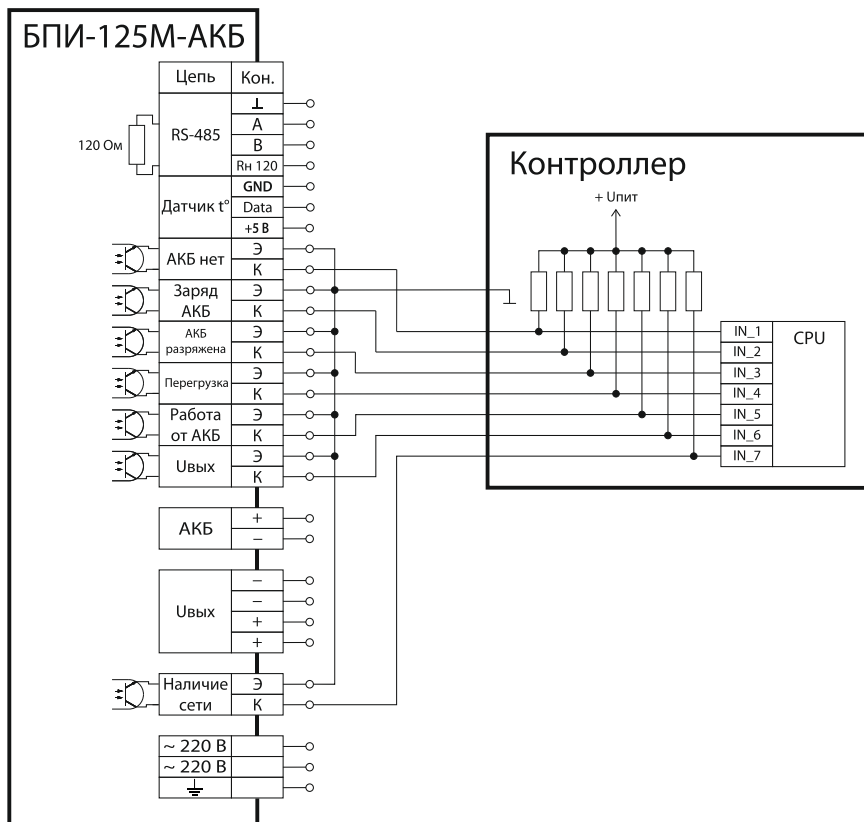 БПИ-125М-АКБ
Цепь Кон.
⊥
120 Ом
RS-485
A
B
Rн 120
Датчик t°
GND
Data
+5 В
АКБ нет
Э
К
Заряд
АКБ
Э
К
АКБ
разряжена
Э
К
Перегрузка
Э
К
Работа
от АКБ
Э
К
Uвых
Э
К
АКБ
+
–
Uвых
–
–
+
+
Наличие
сети
Э
К
~ 220 В
~ 220 В
Контроллер
+ Uпит
IN_1
IN_2
IN_3
IN_4
IN_5
IN_6
IN_7
CPU